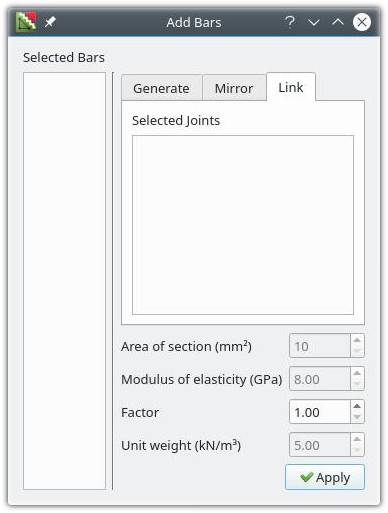 Add Bars
Selected Bars
Generate Mirror Link
Selected Joints
Area of section (mm²) 10
Modulus of elasticity (GPa) 8.00
Factor 1.00
Unit weight (kN/m³) 5.00
Apply